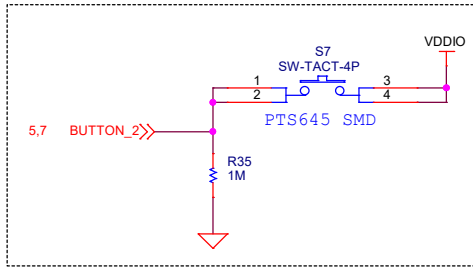 S7
SW-TACT-4P
VDDIO
1
2
3
4
PTS645 SMD
5,7 BUTTON_2
R35
1M